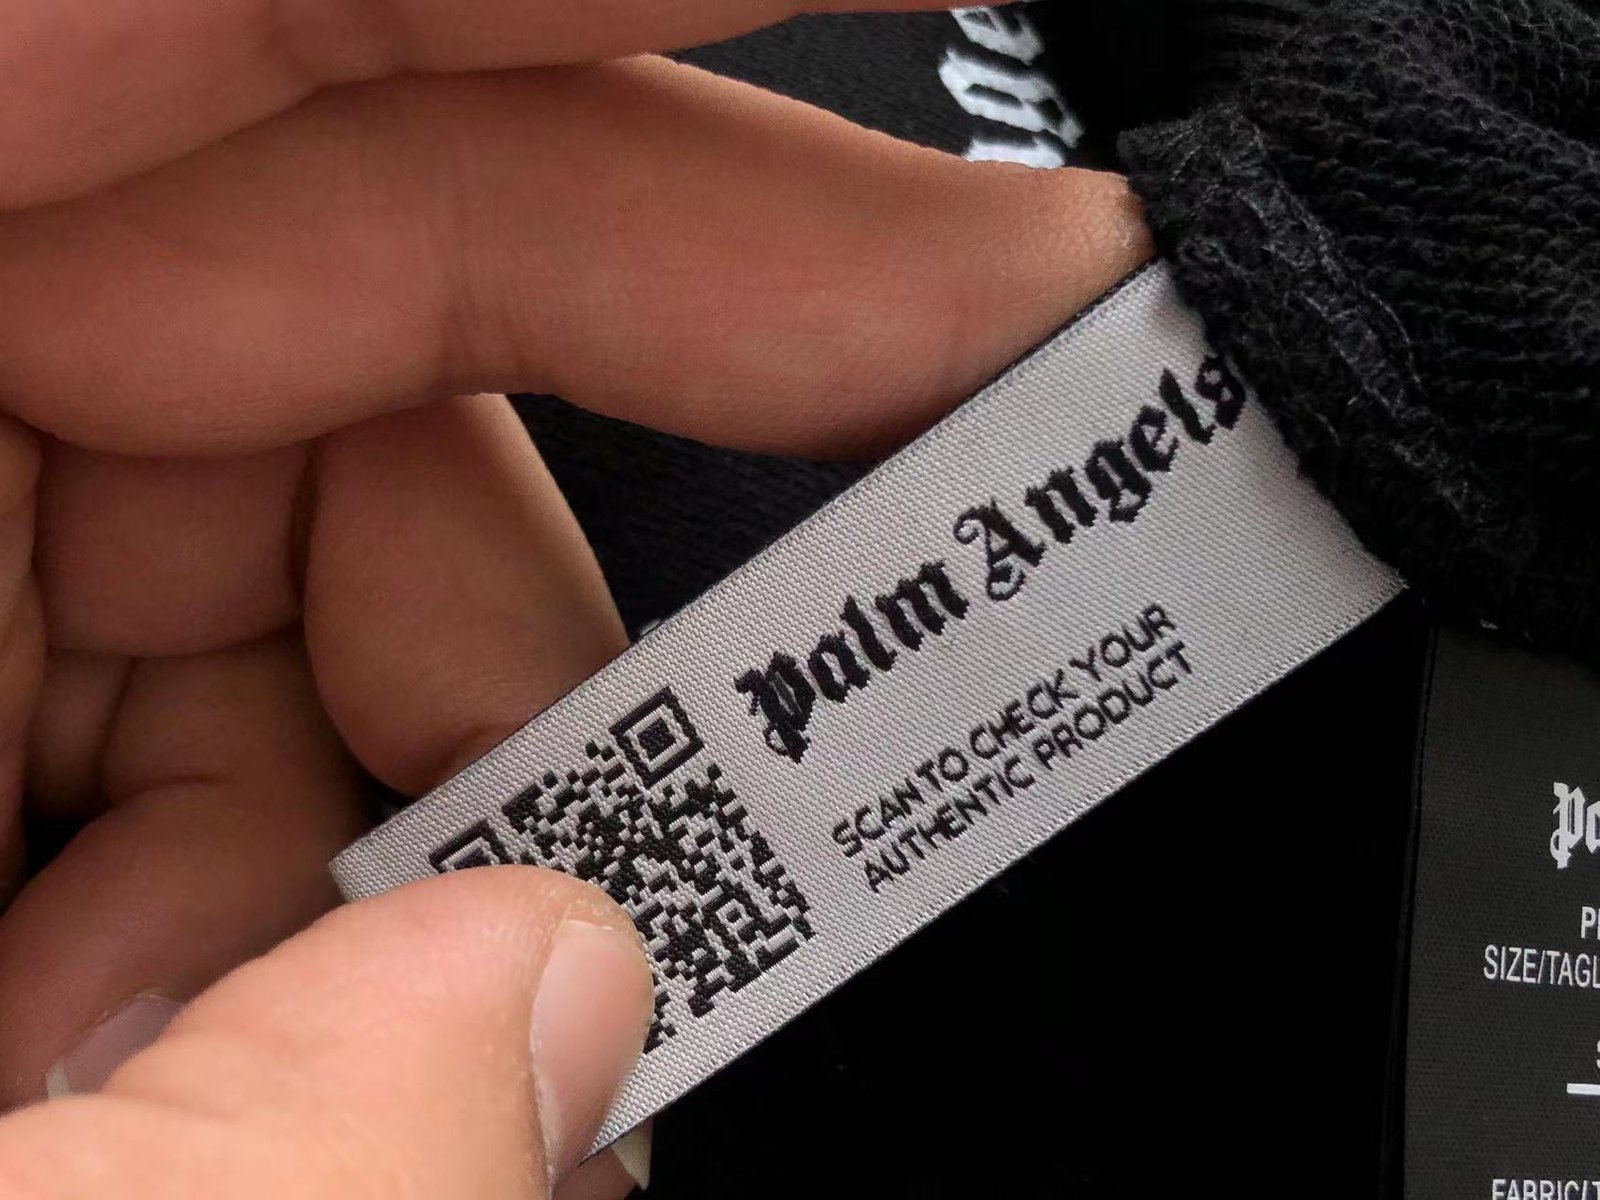 Palm Angels
SCAN TO CHECK YOUR
AUTHENTIC PRODUCT
SIZE/TAGL